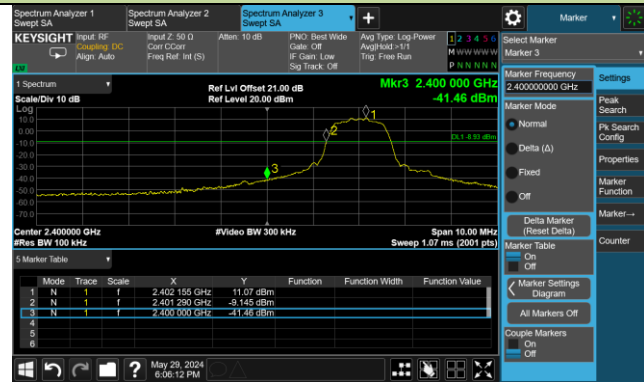 Spectrum Analyzer 1
Swept SA
Spectrum Analyzer 2
Swept SA
Spectrum Analyzer 3
Swept SA
Marker
KEYSIGHT
Input: RF
Coupling: DC
Align: Auto
Input Z: 50 Ω
Corr CCorr
Freq Ref: Int (S)
Atten: 10 dB
PNO: Best Wide
Gate: Off
IF Gain: Low
Sig Track: Off
Avg Type: Log-Power
Avg|Hold:>1/1
Trig: Free Run
1 2 3 4 5 6
M W W W W W
P N N N N N
LXI
Select Marker
Marker 3
1 Spectrum
Scale/Div 10 dB
Log
Ref Lvl Offset 21.00 dB
Ref Level 20.00 dBm
Mkr3 2.400 000 GHz
-41.46 dBm
10.0
0.00
-10.0
-20.0
-30.0
-40.0
-50.0
-60.0
-70.0
1
2
3
DL1 -8.93 dBm
Center 2.400000 GHz
#Res BW 100 kHz
#Video BW 300 kHz
Span 10.00 MHz
Sweep 1.07 ms (2001 pts)
5 Marker Table
Mode Trace Scale X Y Function Function Width Function Value
1 N 1 f 2.402 155 GHz 11.07 dBm
2 N 1 f 2.401 290 GHz -9.145 dBm
3 N 1 f 2.400 000 GHz -41.46 dBm
4
5
6
Marker Frequency
2.400000000 GHz
Marker Mode
Normal
Delta (Δ)
Fixed
Off
Delta Marker
(Reset Delta)
Marker Table
On
Off
Marker Settings
Diagram
All Markers Off
Couple Markers
On
Off
Settings
Peak
Search
Pk Search
Config
Properties
Marker
Function
Marker→
Counter
?
May 29, 2024
6:06:12 PM